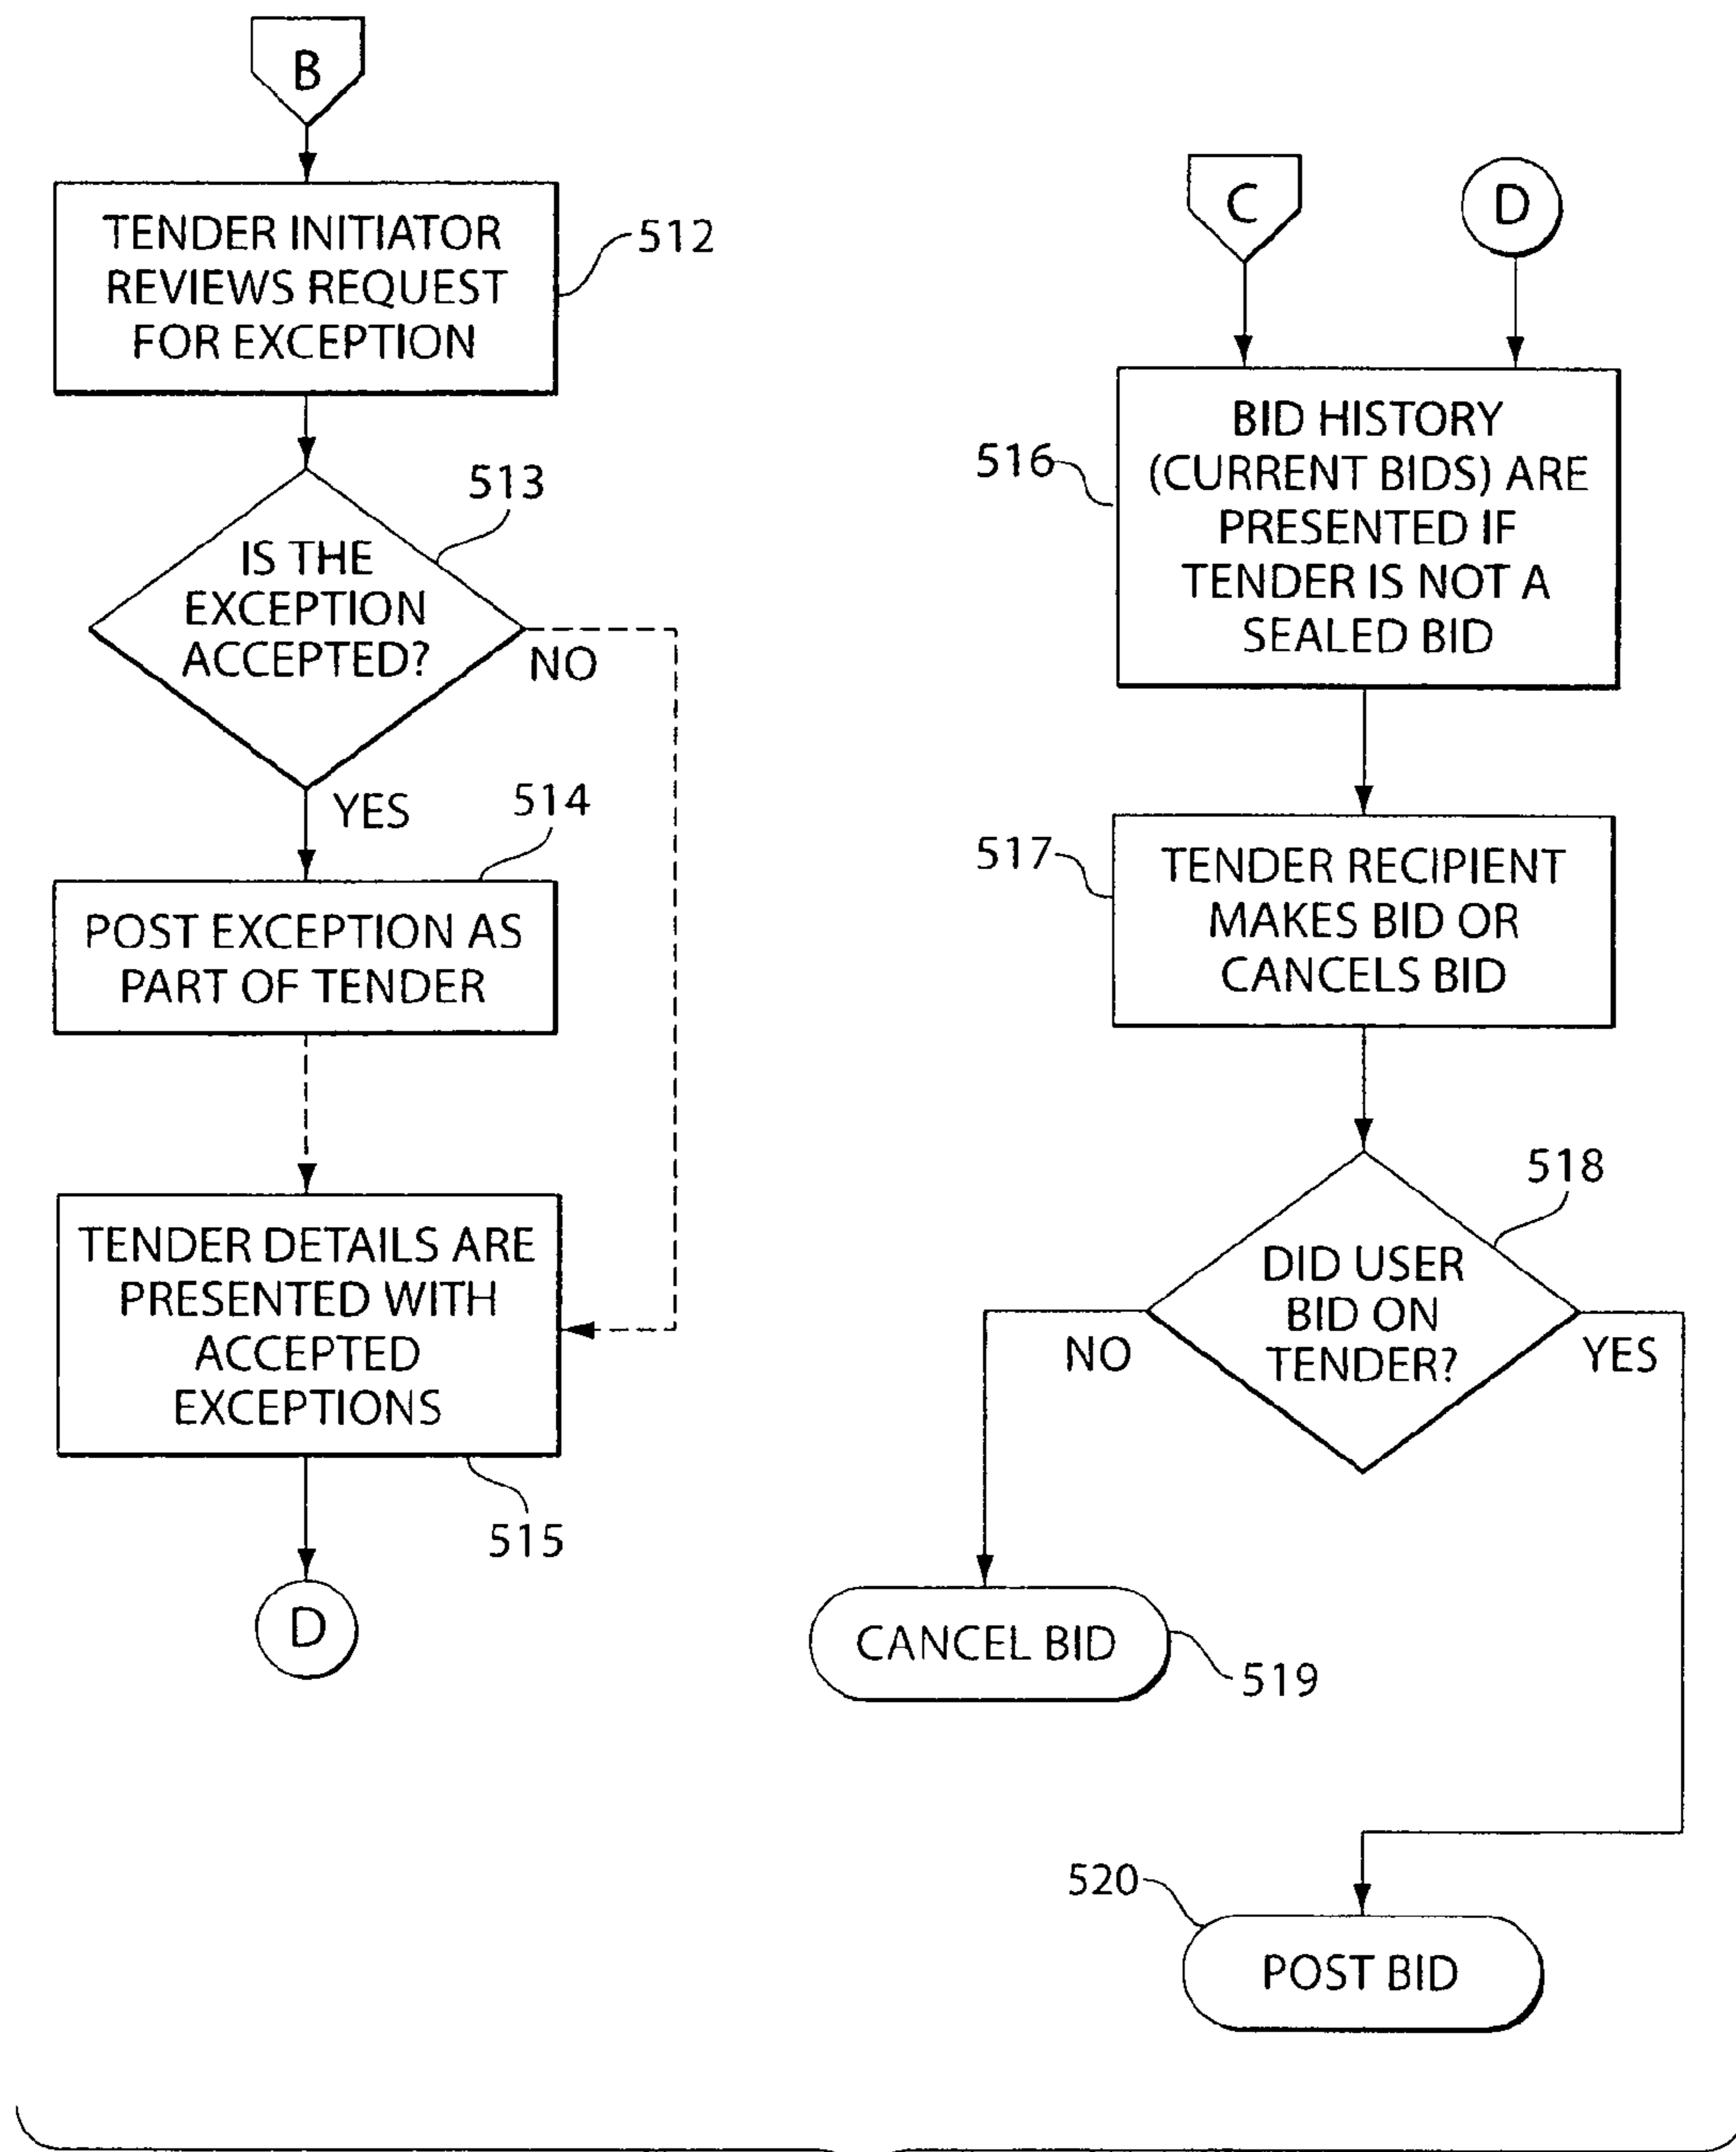 B
TENDER INITIATOR
REVIEWS REQUEST
FOR EXCEPTION
512
IS THE
EXCEPTION
ACCEPTED?
513
NO
YES
POST EXCEPTION AS
PART OF TENDER
514
TENDER DETAILS ARE
PRESENTED WITH
ACCEPTED
EXCEPTIONS
515
D
C
D
BID HISTORY
(CURRENT BIDS) ARE
PRESENTED IF
TENDER IS NOT A
SEALED BID
516
TENDER RECIPIENT
MAKES BID OR
CANCELS BID
517
DID USER
BID ON
TENDER?
518
NO
YES
CANCEL BID
519
520
POST BID